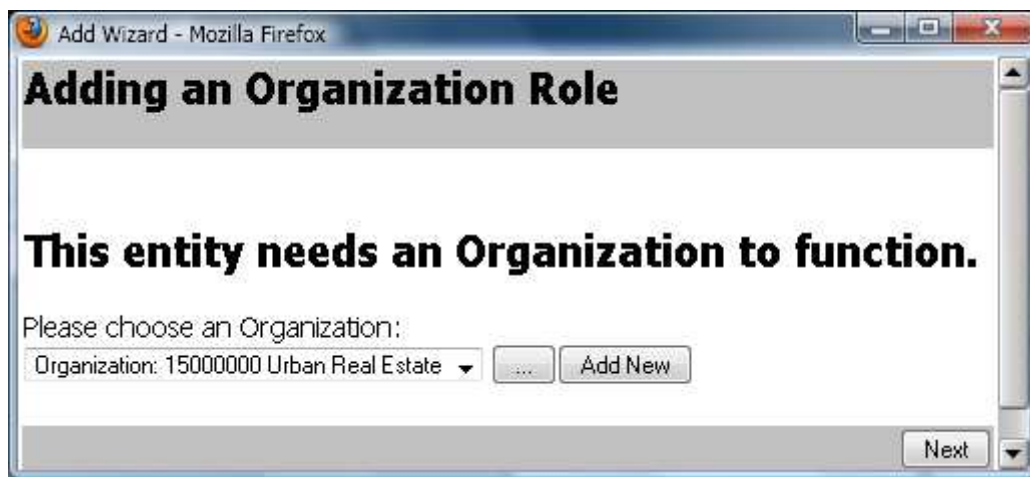 Add Wizard - Mozilla Firefox
Adding an Organization Role
This entity needs an Organization to function.
Please choose an Organization:
Organization: 15000000 Urban Real Estate ... Add New
Next